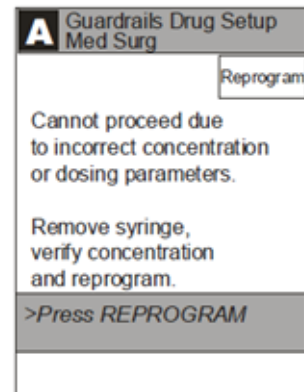 A Guardrails Drug Setup
Med Surg
Reprogram
Cannot proceed due
to incorrect concentration
or dosing parameters.
Remove syringe,
verify concentration
and reprogram.
>Press REPROGRAM